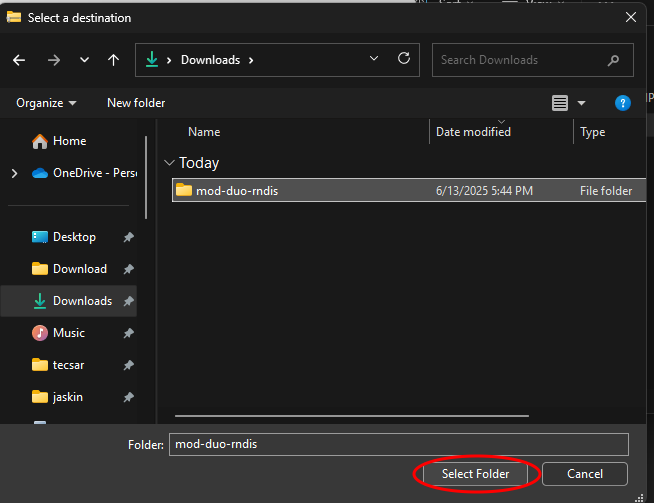 Select a destination
Downloads
Search Downloads
Organize
New folder
Name
Date modified
Type
Home
Today
OneDrive - Pers
mod-duo-rndis
6/13/2025 5:44 PM
File folder
Desktop
Download
Downloads
Music
tecsar
jaskin
Folder:
mod-duo-rndis
Select Folder
Cancel